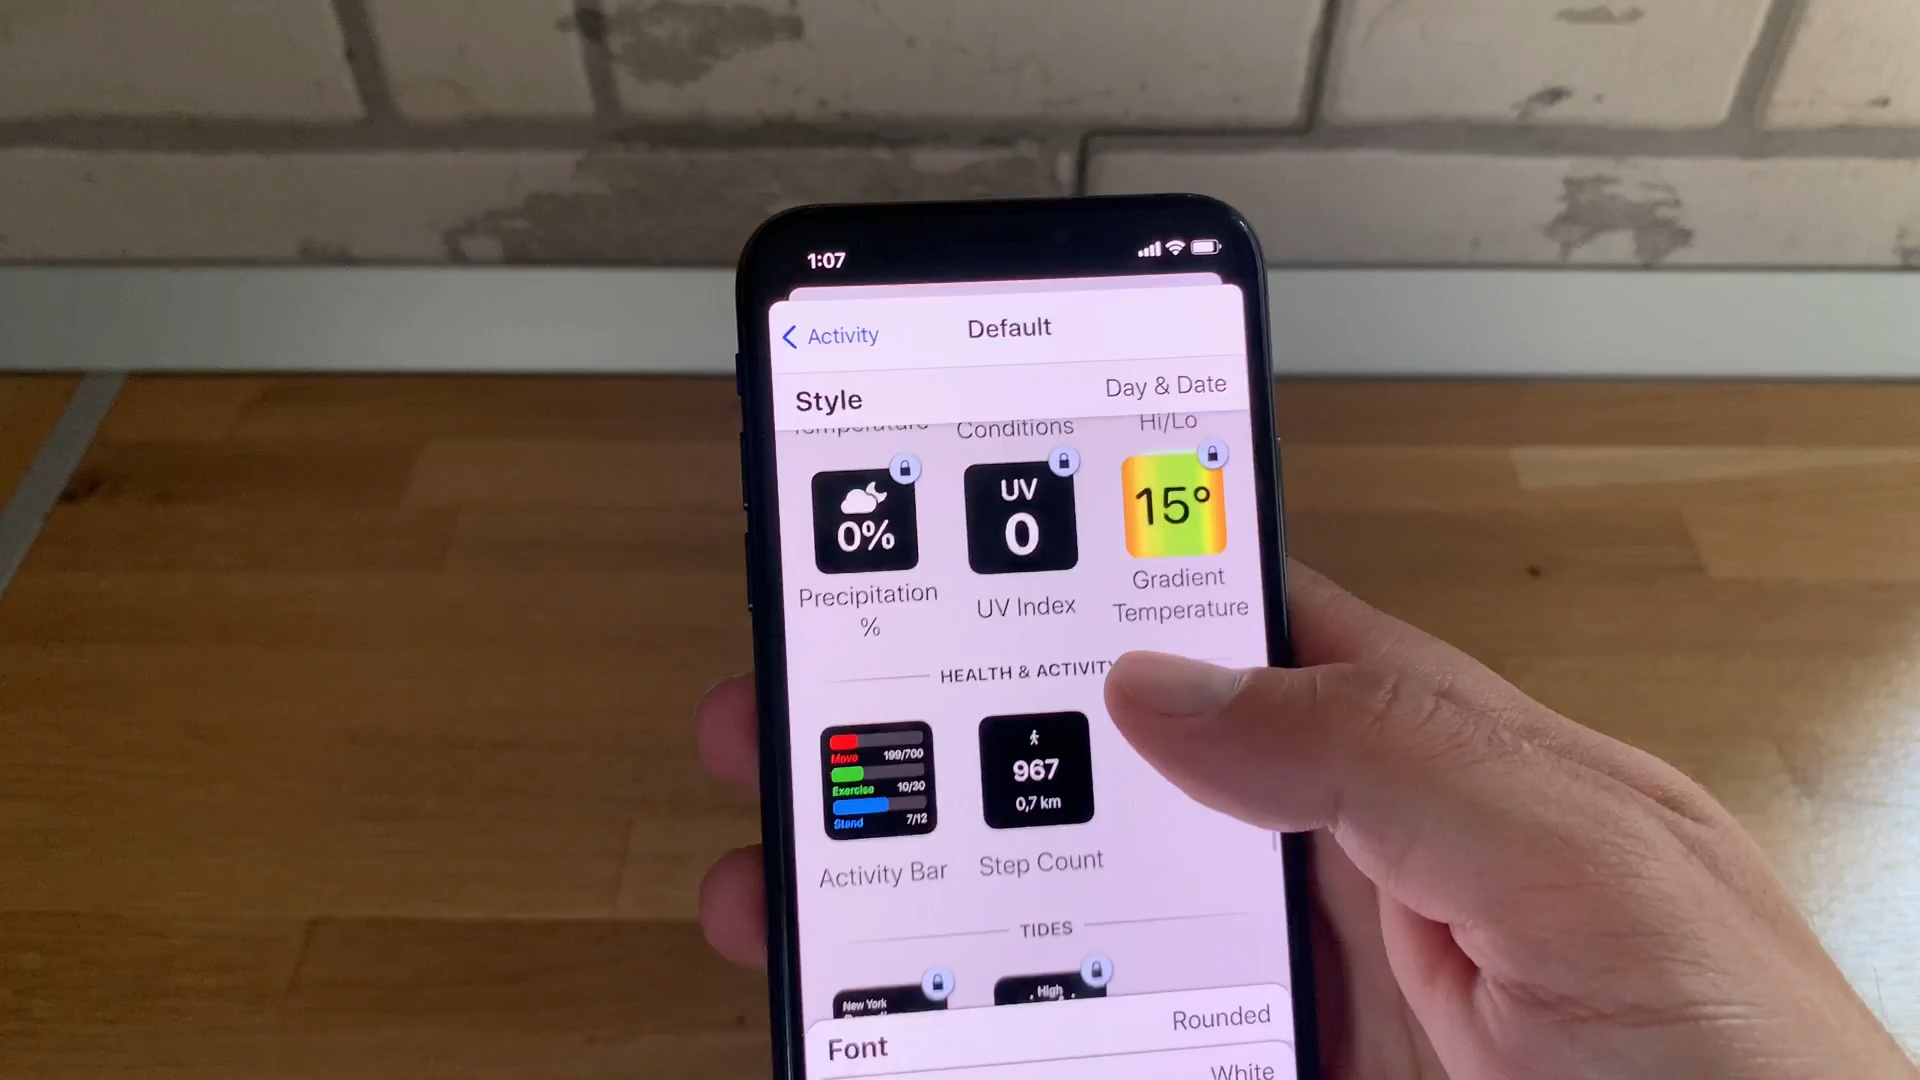 1:07
Activity
Default
Style
Day & Date
Temperature
Conditions
Hi/Lo
0%
UV
0
15°
Precipitation
%
UV Index
Gradient
Temperature
HEALTH & ACTIVITY
Move 199/700
Exercise 10/30
Stand 7/12
967
0,7 km
Activity Bar
Step Count
TIDES
New York
High
Font
Rounded
White